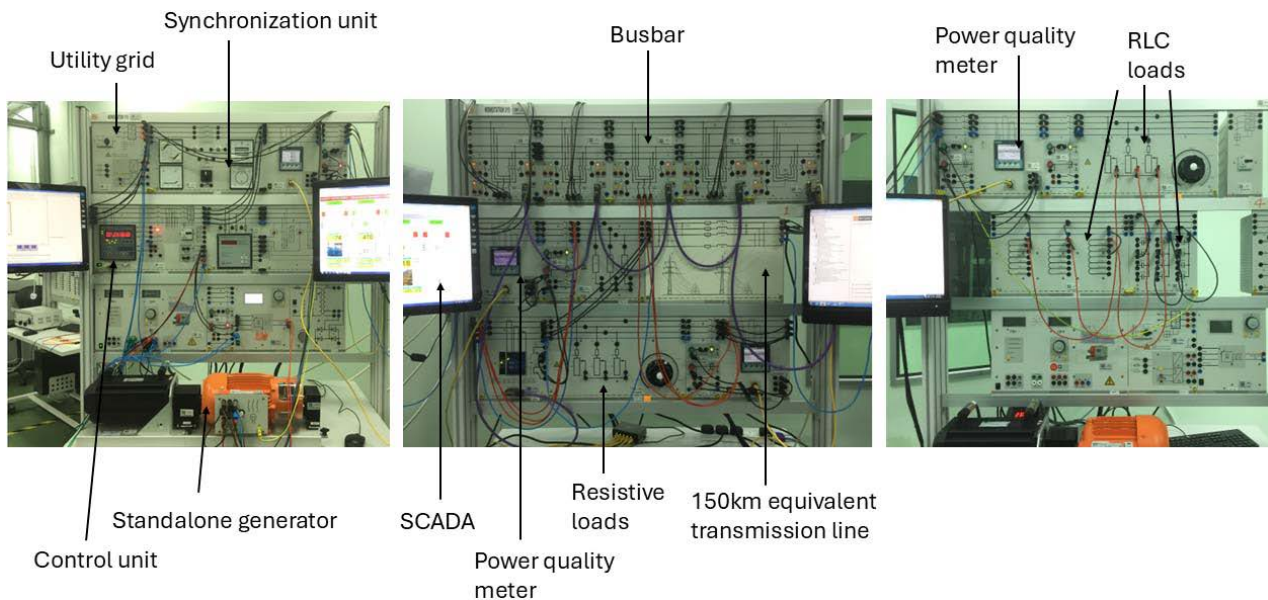 Synchronization unit
Utility grid
Busbar
Power quality
meter
RLC
loads
Standalone generator
Control unit
SCADA
Power quality
meter
Resistive
loads
150km equivalent
transmission line